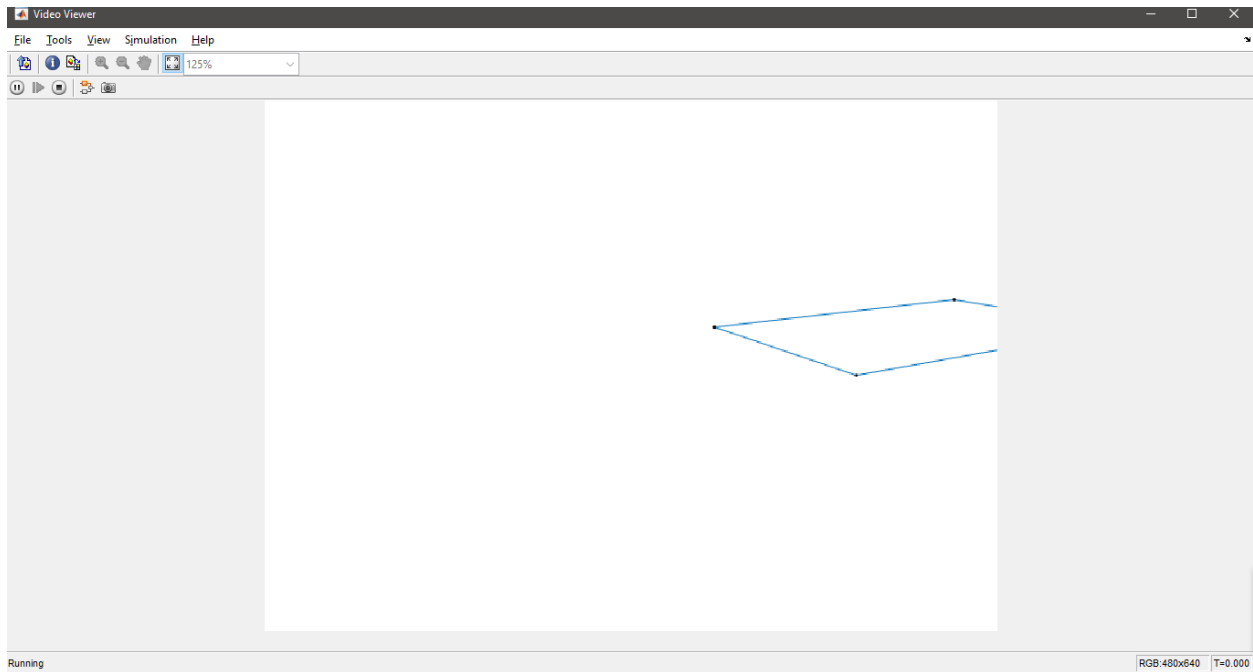 Video Viewer
File Tools View Simulation Help
125%
Running
RGB:480x640 T=0.000